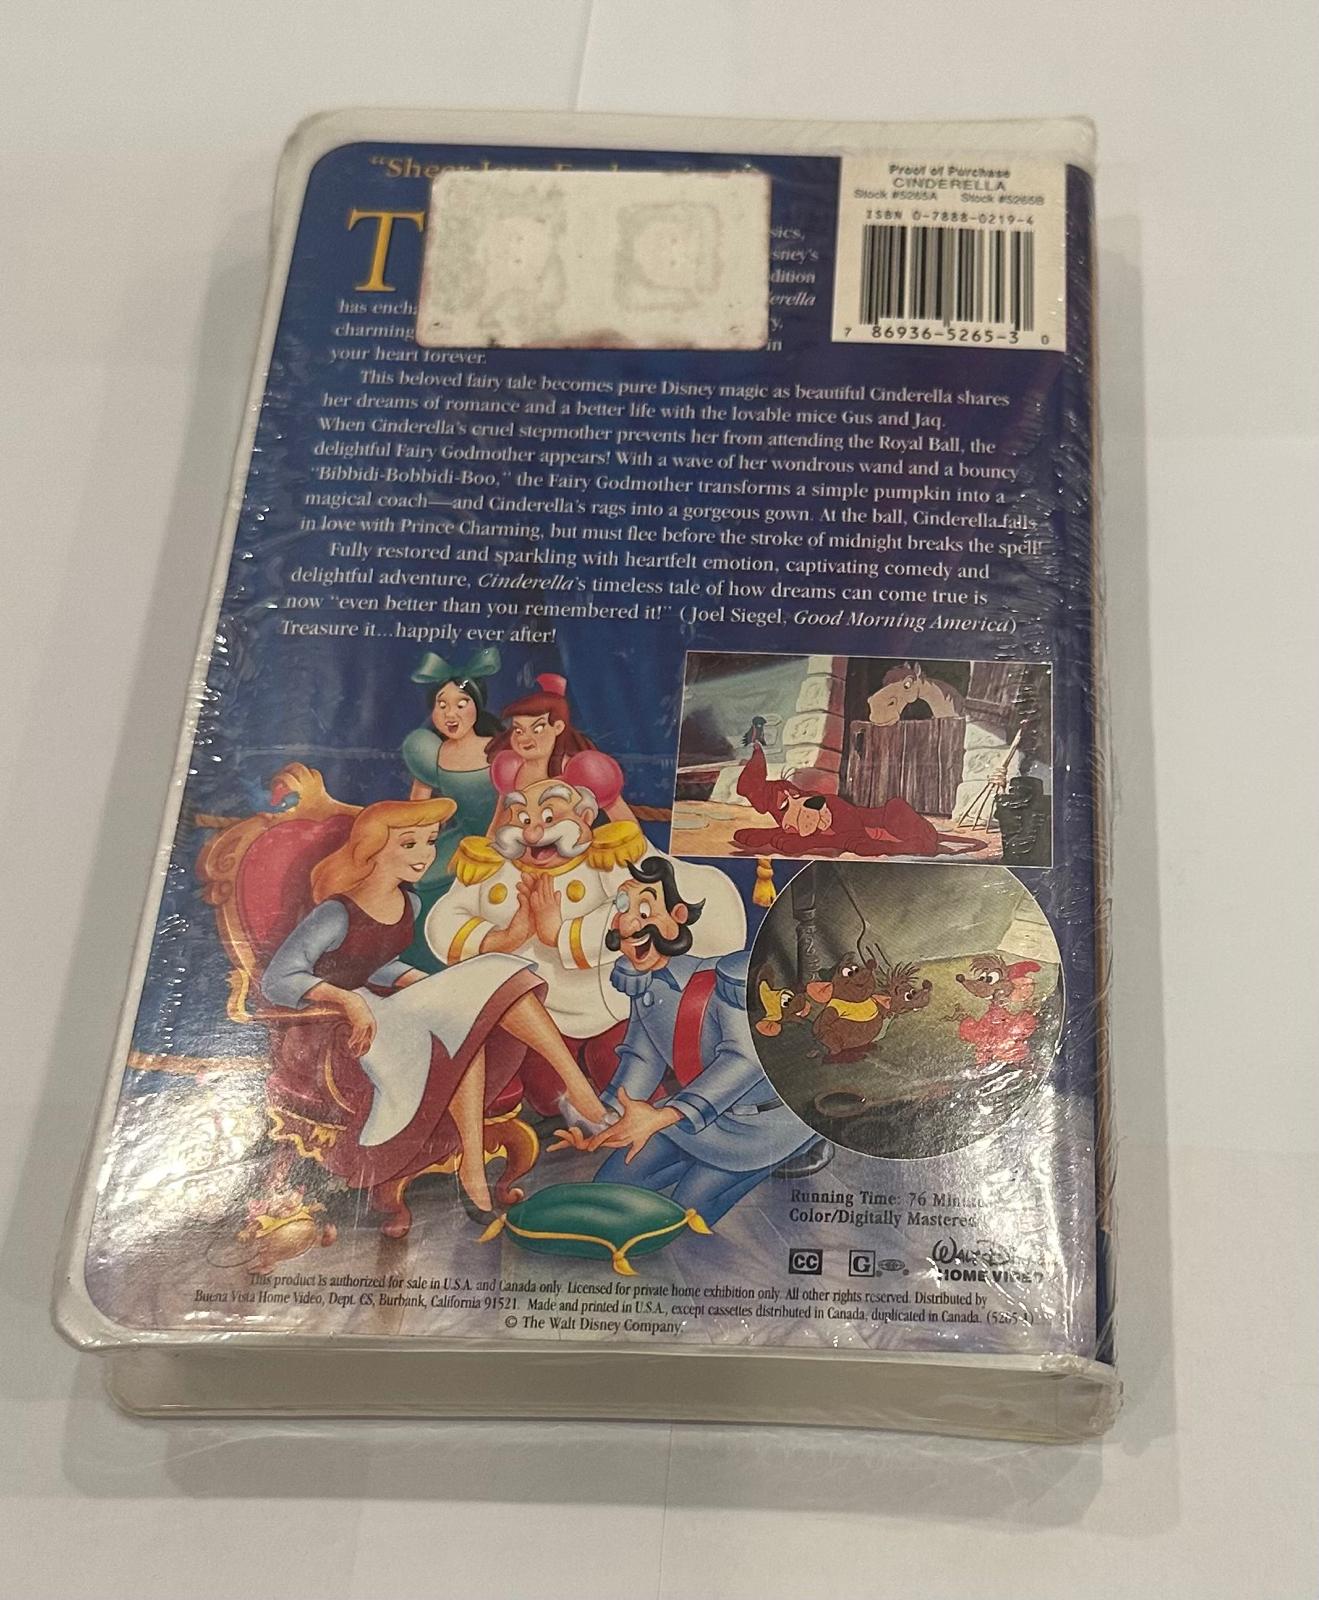 "Sheer
Proof of Purchase
CINDERELLA
Stock #5265A Stock #5265B
ISBN 0-7888-0219-4
7 86936-5265-3 0
T
sics,
sney's
dition
has encha
erella
charming
y.
in
your heart forever.
This beloved fairy tale becomes pure Disney magic as beautiful Cinderella shares
her dreams of romance and a better life with the lovable mice Gus and Jaq.
When Cinderella's cruel stepmother prevents her from attending the Royal Ball, the
delightful Fairy Godmother appears! With a wave of her wondrous wand and a bouncy
"Bibbidi-Bobbidi-Boo," the Fairy Godmother transforms a simple pumpkin into a
magical coach—and Cinderella's rags into a gorgeous gown. At the ball, Cinderella falls
in love with Prince Charming, but must flee before the stroke of midnight breaks the spell!
Fully restored and sparkling with heartfelt emotion, captivating comedy and
delightful adventure, Cinderella's timeless tale of how dreams can come true is
now "even better than you remembered it!" (Joel Siegel, Good Morning America)
Treasure it...happily ever after!
Running Time: 76 Minutes
Color/Digitally Mastered
CC G Walt Disney
HOME VIDEO
This product is authorized for sale in U.S.A. and Canada only. Licensed for private home exhibition only. All other rights reserved. Distributed by
Buena Vista Home Video, Dept. CS, Burbank, California 91521. Made and printed in U.S.A., except cassettes distributed in Canada, duplicated in Canada. (5265-1)
© The Walt Disney Company.